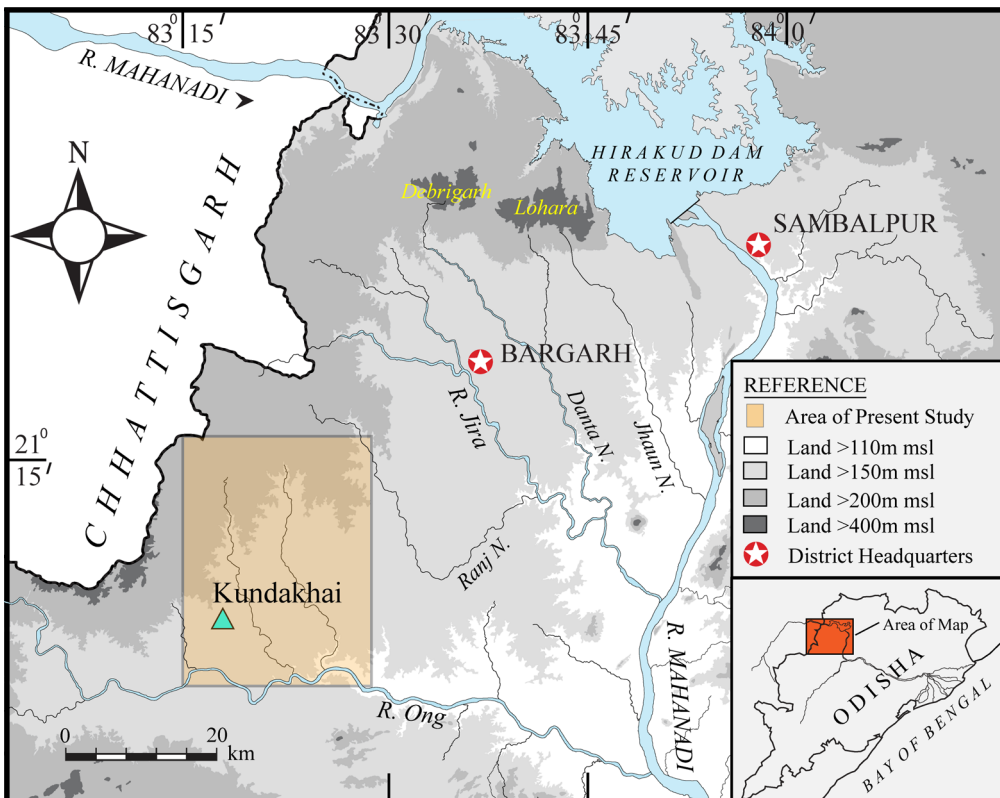 83°15′
83°30′
83°45′
84°0′
R. MAHANADI
N
HIRAKUD DAM
RESERVOIR
Debrigarh
Lohara
SAMBALPUR
CHHATTISGARH
BARGARH
R. Jira
Danta N.
Jhaun N.
21°
15′
Ranj N.
Kundakhai
R. MAHANADI
R. Ong
0
20
km
REFERENCE
Area of Present Study
Land >110m msl
Land >150m msl
Land >200m msl
Land >400m msl
District Headquarters
Area of Map
ODISHA
BAY OF BENGAL